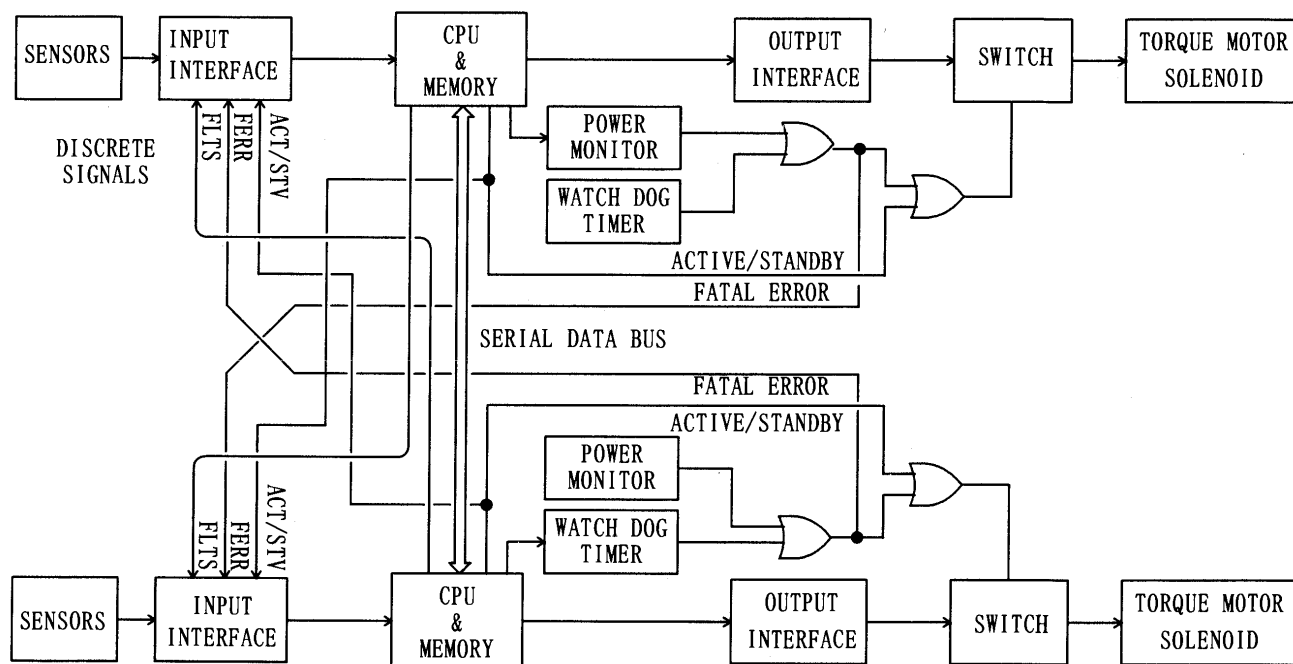 SENSORS
INPUT
INTERFACE
CPU
&
MEMORY
OUTPUT
INTERFACE
SWITCH
TORQUE MOTOR
SOLENOID
DISCRETE
SIGNALS
FLTS
FERR
ACT/STV
POWER
MONITOR
WATCH DOG
TIMER
ACTIVE/STANDBY
FATAL ERROR
SERIAL DATA BUS
FATAL ERROR
ACTIVE/STANDBY
POWER
MONITOR
WATCH DOG
TIMER
FLTS
FERR
ACT/STV
SENSORS
INPUT
INTERFACE
CPU
&
MEMORY
OUTPUT
INTERFACE
SWITCH
TORQUE MOTOR
SOLENOID